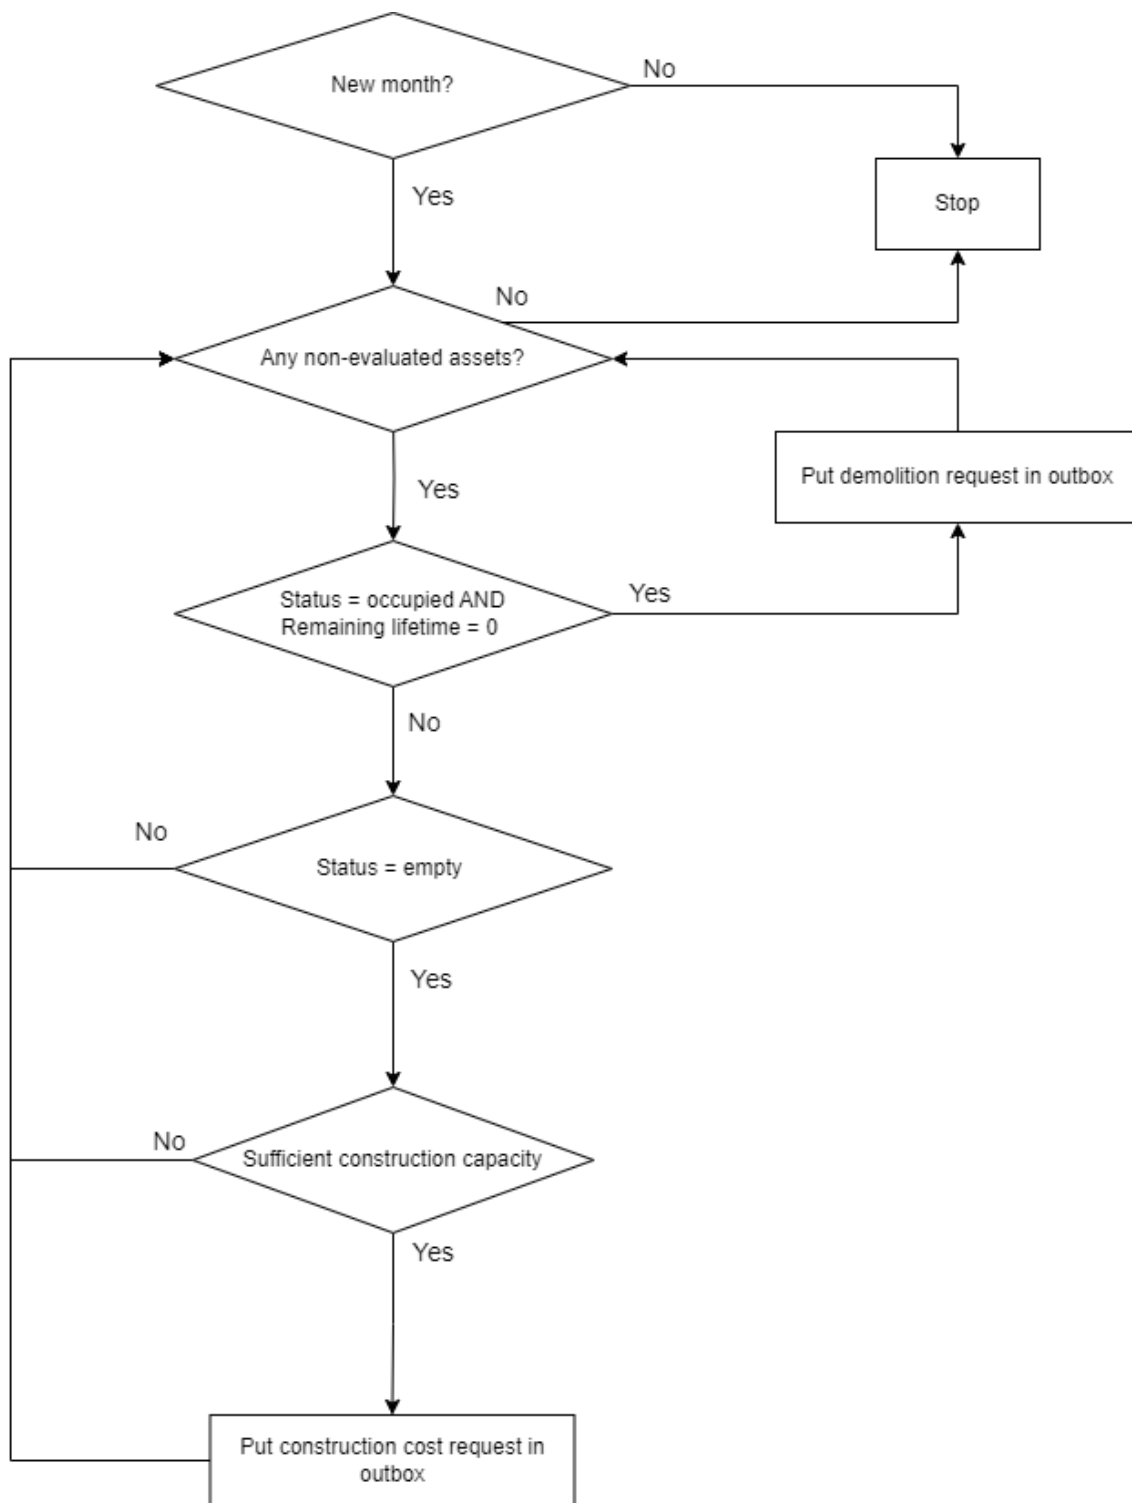 New month?
No
Yes
Stop
No
Any non-evaluated assets?
Put demolition request in outbox
Yes
Status = occupied AND
Remaining lifetime = 0
Yes
No
No
Status = empty
Yes
No
Sufficient construction capacity
Yes
Put construction cost request in
outbox